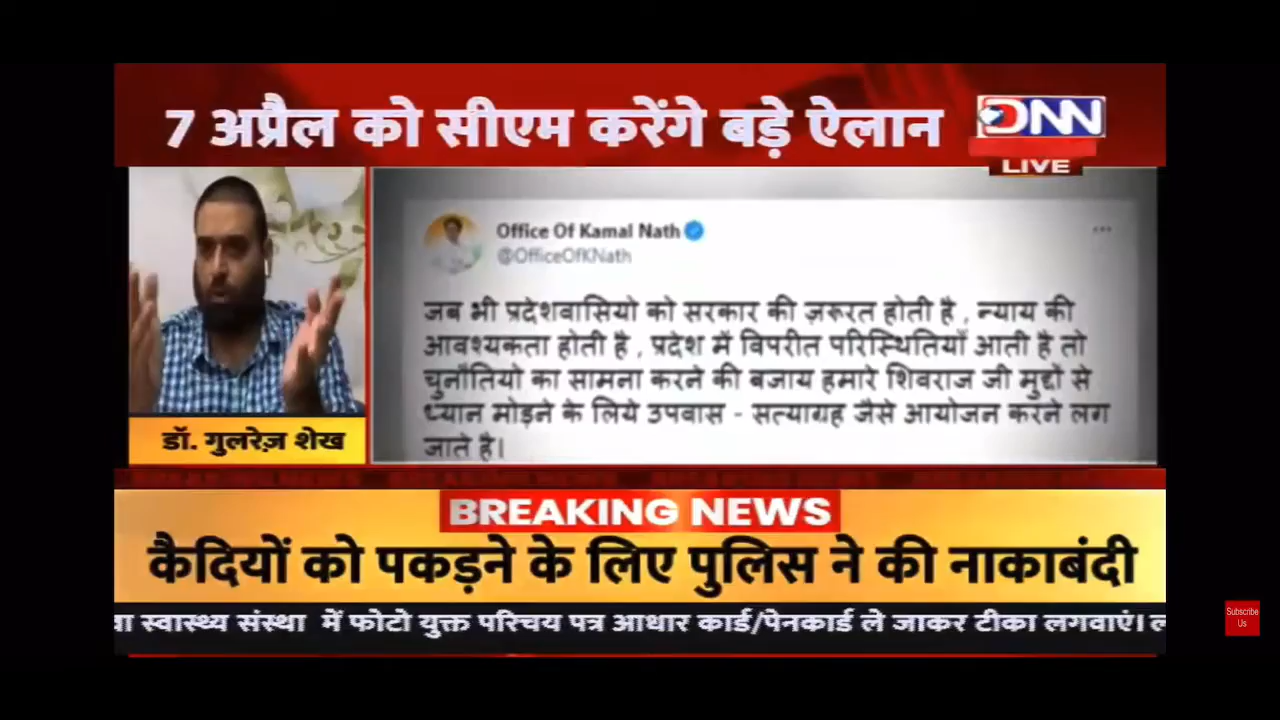 7 अप्रैल को सीएम करेंगे बड़े ऐलान
DNN
LIVE
Office Of Kamal Nath
@OfficeOfKNath
जब भी प्रदेशवासियो को सरकार की ज़रूरत होती है , न्याय की
आवश्यकता होती है , प्रदेश में विपरीत परिस्थितियाँ आती है तो
चुनौतियो का सामना करने की बजाय हमारे शिवराज जी मुद्दों से
ध्यान मोड़ने के लिये उपवास - सत्याग्रह जैसे आयोजन करने लग
जाते है।
डॉ. गुलरेज़ शेख
BREAKING NEWS
कैदियों को पकड़ने के लिए पुलिस ने की नाकाबंदी
स्वास्थ्य संस्था में फोटो युक्त परिचय पत्र आधार कार्ड/पेनकार्ड ले जाकर टीका लगवाएं।
Subscribe
Us